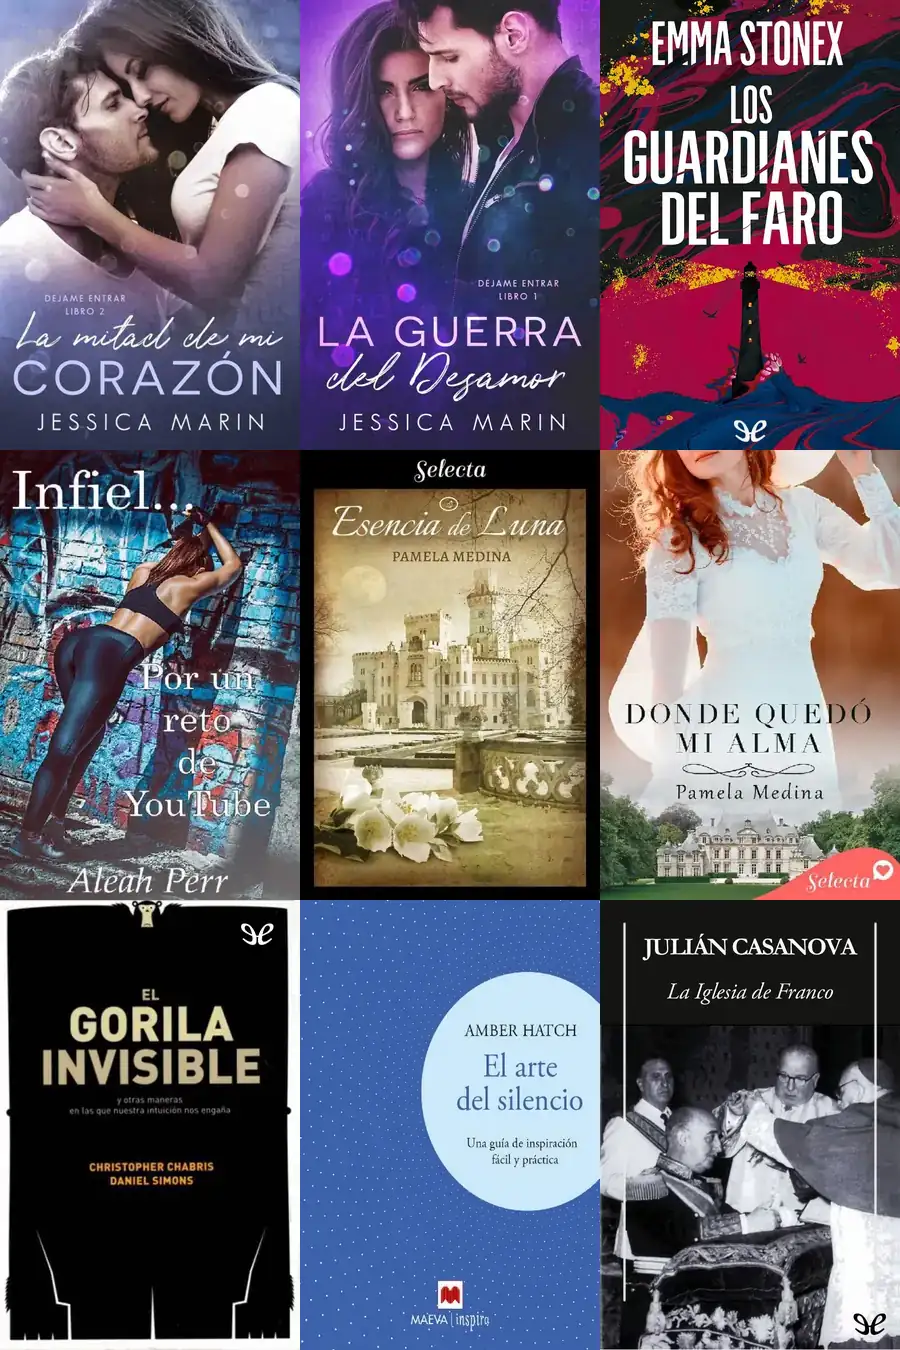 DÉJAME ENTRAR
LIBRO 2
La mitad de mi
CORAZÓN
JESSICA MARIN
DÉJAME ENTRAR
LIBRO 1
LA GUERRA
del Desamor
JESSICA MARIN
EMMA STONEX
LOS
GUARDIANES
DEL FARO
Infiel...
Por un
reto
de
YouTube
Aleah Perr
Selecta
Esencia de Luna
PAMELA MEDINA
DONDE QUEDÓ
MI ALMA
Pamela Medina
Selecta
EL
GORILA
INVISIBLE
y otras maneras
en las que nuestra intuición nos engaña
CHRISTOPHER CHABRIS
DANIEL SIMONS
AMBER HATCH
El arte
del silencio
Una guía de inspiración
fácil y práctica
MAEVA | inspira
JULIÁN CASANOVA
La Iglesia de Franco